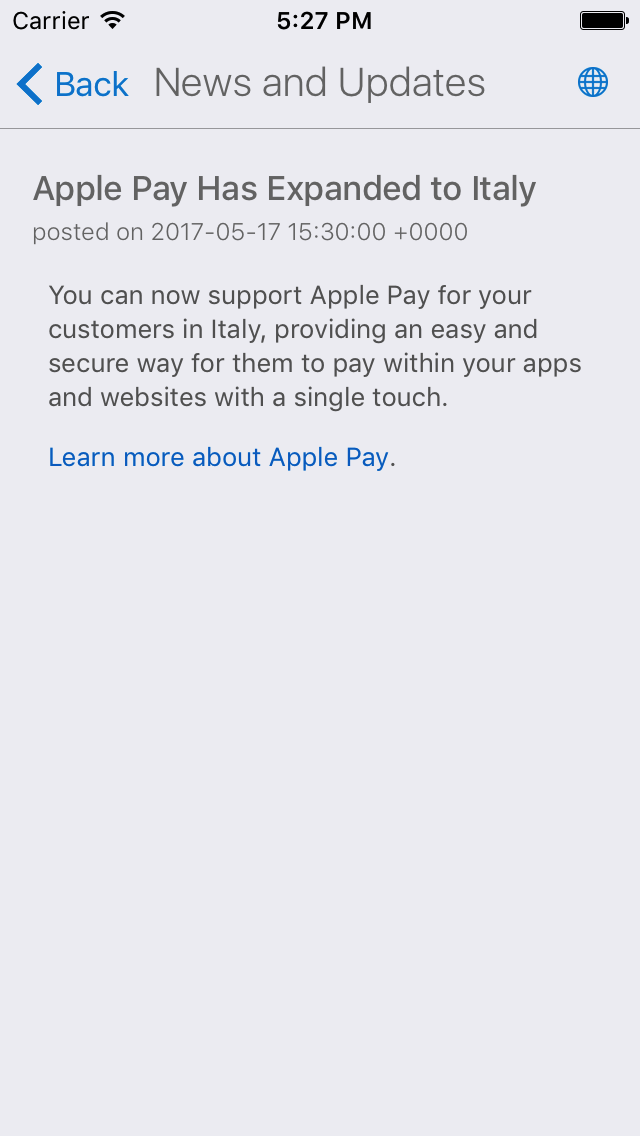 Carrier 5:27 PM
Back News and Updates
Apple Pay Has Expanded to Italy
posted on 2017-05-17 15:30:00 +0000
You can now support Apple Pay for your
customers in Italy, providing an easy and
secure way for them to pay within your apps
and websites with a single touch.
Learn more about Apple Pay.